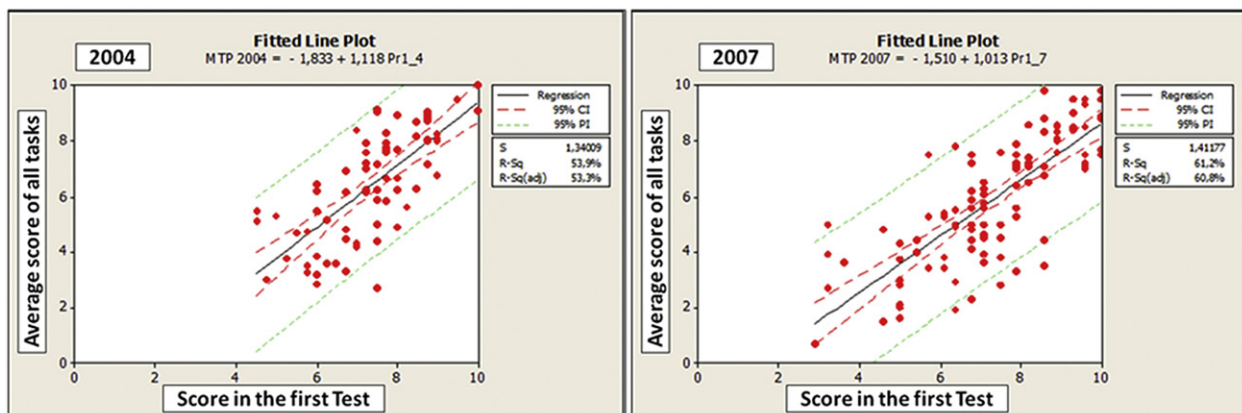 2004
Fitted Line Plot
MTP 2004 = - 1,833 + 1,118 Pr1_4
Regression
95% CI
95% PI
S 1,34009
R-Sq 53,9%
R-Sq(adj) 53,3%
Average score of all tasks
10
8
6
4
2
0
0 2 4 6 8 10
Score in the first Test
2007
Fitted Line Plot
MTP 2007 = - 1,510 + 1,013 Pr1_7
Regression
95% CI
95% PI
S 1,41177
R-Sq 61,2%
R-Sq(adj) 60,8%
Average score of all tasks
10
8
6
4
2
0
0 2 4 6 8 10
Score in the first Test